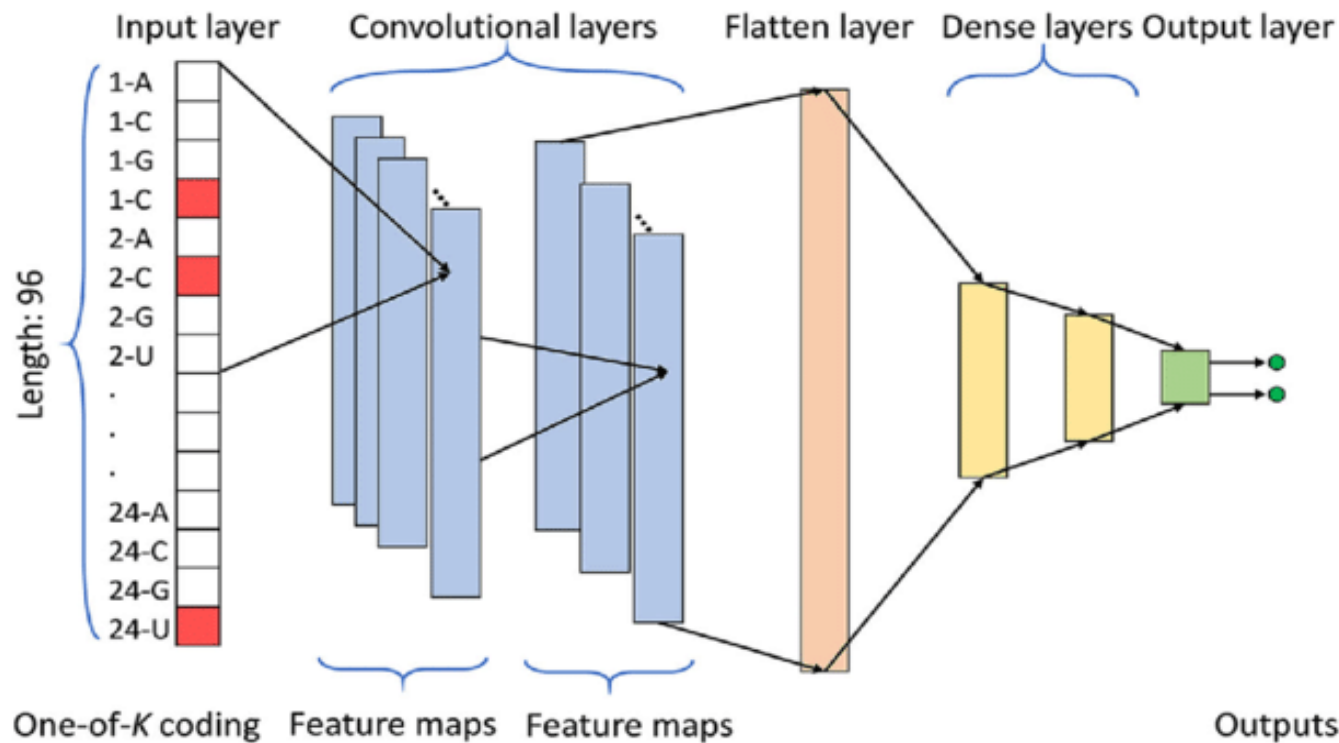 Input layer
Convolutional layers
Flatten layer
Dense layers
Output layer
Length: 96
1-A
1-C
1-G
1-C
2-A
2-C
2-G
2-U
.
.
.
24-A
24-C
24-G
24-U
One-of-K coding
Feature maps
Feature maps
Outputs